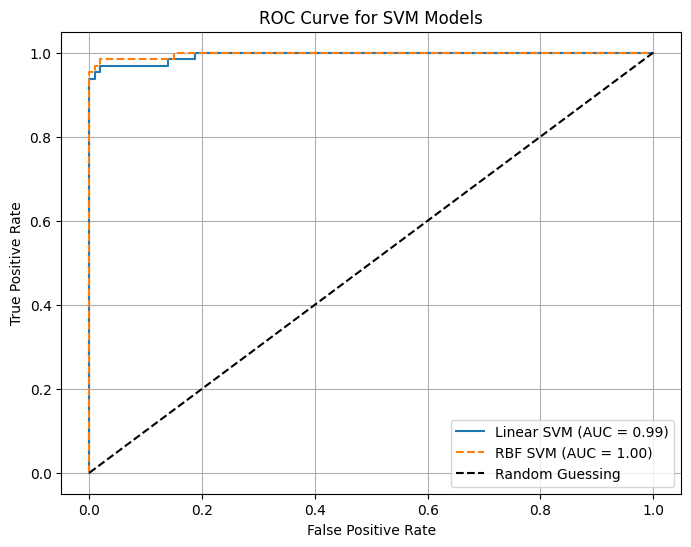 ROC Curve for SVM Models
True Positive Rate
1.0
0.8
0.6
0.4
0.2
0.0
Linear SVM (AUC = 0.99)
RBF SVM (AUC = 1.00)
Random Guessing
0.0 0.2 0.4 0.6 0.8 1.0
False Positive Rate